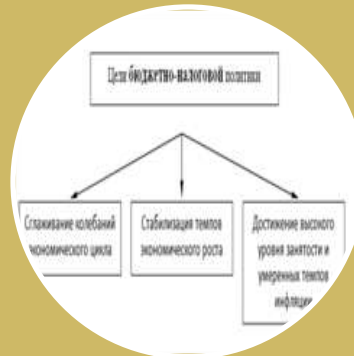 Цели бюджетно-налоговой политики
Сглаживание колебаний
экономического цикла
Стабилизация темпов
экономического роста
Достижение высокого
уровня занятости и
умеренных темпов
инфляции